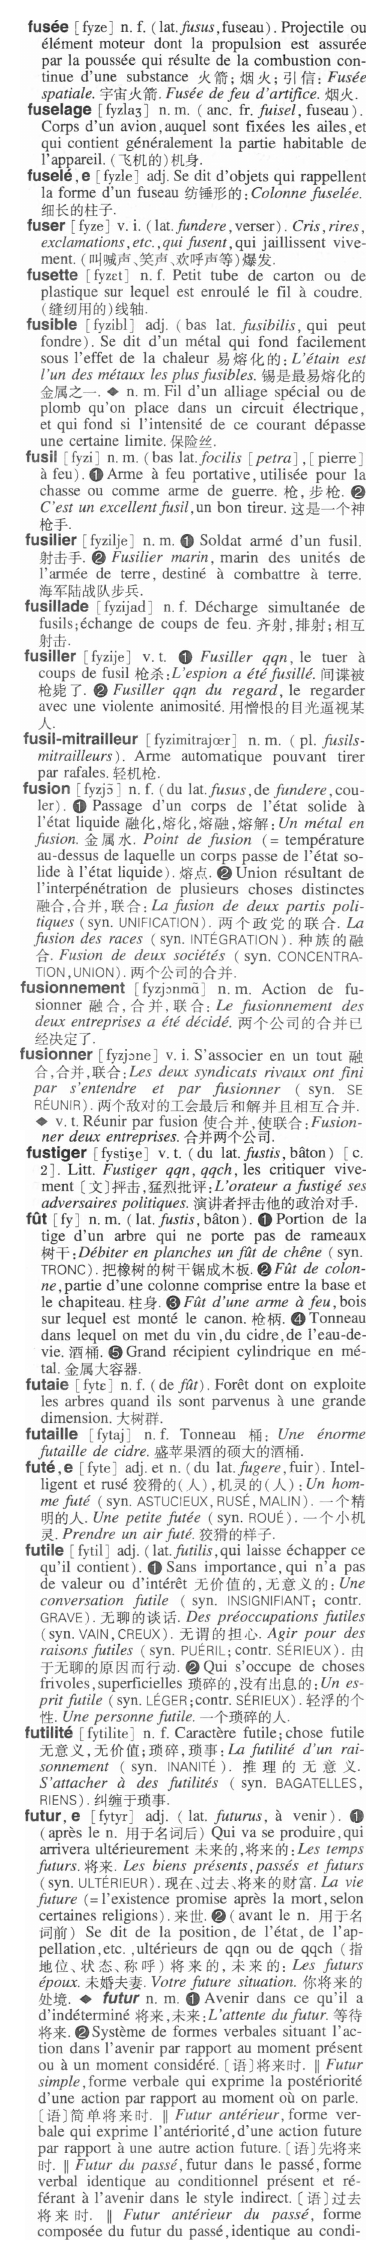 fusée [fyze] n. f. (lat. fusus, fuseau). Projectile ou
élément moteur dont la propulsion est assurée
par la poussée qui résulte de la combustion con-
tinue d'une substance 火箭; 烟火; 引信: Fusée
spatiale. 宇宙火箭. Fusée de feu d'artifice. 烟火.
fuselage [fyzlaʒ] n. m. (anc. fr. fuisel, fuseau).
Corps d'un avion, auquel sont fixées les ailes, et
qui contient généralement la partie habitable de
l'appareil. (飞机的)机身.
fuselé, e [fyzle] adj. Se dit d'objets qui rappellent
la forme d'un fuseau 纺锤形的: Colonne fuselée.
细长的柱子.
fuser [fyze] v. i. (lat. fundere, verser). Cris, rires,
exclamations, etc., qui fusent, qui jaillissent vive-
ment. (叫喊声、笑声、欢呼声等)爆发.
fusette [fyzɛt] n. f. Petit tube de carton ou de
plastique sur lequel est enroulé le fil à coudre.
(缝纫用的)线轴.
fusible [fyzibl] adj. (bas lat. fusibilis, qui peut
fondre). Se dit d'un métal qui fond facilement
sous l'effet de la chaleur 易熔化的: L'étain est
l'un des métaux les plus fusibles. 锡是最易熔化的
金属之一. ◆ n. m. Fil d'un alliage spécial ou de
plomb qu'on place dans un circuit électrique,
et qui fond si l'intensité de ce courant dépasse
une certaine limite. 保险丝.
fusil [fyzi] n. m. (bas lat. focilis [petra], [pierre]
à feu). ❶ Arme à feu portative, utilisée pour la
chasse ou comme arme de guerre. 枪, 步枪. ❷
C'est un excellent fusil, un bon tireur. 这是一个神
枪手.
fusilier [fyzilje] n. m. ❶ Soldat armé d'un fusil.
射击手. ❷ Fusilier marin, marin des unités de
l'armée de terre, destiné à combattre à terre.
海军陆战队步兵.
fusillade [fyzijad] n. f. Décharge simultanée de
fusils; échange de coups de feu. 齐射, 排射; 相互
射击.
fusiller [fyzije] v. t. ❶ Fusiller qqn, le tuer à
coups de fusil 枪杀: L'espion a été fusillé. 间谍被
枪毙了. ❷ Fusiller qqn du regard, le regarder
avec une violente animosité. 用憎恨的目光逼视某
人.
fusil-mitrailleur [fyzimitrajœr] n. m. (pl. fusils-
mitrailleurs). Arme automatique pouvant tirer
par rafales. 轻机枪.
fusion [fyzjɔ̃] n. f. (du lat. fusus, de fundere, cou-
ler). ❶ Passage d'un corps de l'état solide à
l'état liquide 融化, 熔化, 熔融, 熔解: Un métal en
fusion. 金属水. Point de fusion (= température
au-dessus de laquelle un corps passe de l'état so-
lide à l'état liquide). 熔点. ❷ Union résultant de
l'interpénétration de plusieurs choses distinctes
融合, 合并, 联合: La fusion de deux partis poli-
tiques (syn. UNIFICATION). 两个政党的联合. La
fusion des races (syn. INTÉGRATION). 种族的融
合. Fusion de deux sociétés (syn. CONCENTRA-
TION, UNION). 两个公司的合并.
fusionnement [fyzjɔnmɑ̃] n. m. Action de fu-
sionner 融合, 合并, 联合: Le fusionnement des
deux entreprises a été décidé. 两个公司的合并已
经决定了.
fusionner [fyzjɔne] v. i. S'associer en un tout 融
合, 合并, 联合: Les deux syndicats rivaux ont fini
par s'entendre et par fusionner (syn. SE
RÉUNIR). 两个敌对的工会最后和解并且相互合并.
◆ v. t. Réunir par fusion 使合并, 使联合: Fusion-
ner deux entreprises. 合并两个公司.
fustiger [fystiʒe] v. t. (du lat. fustis, bâton) [c.
2]. Litt. Fustiger qqn, qqch, les critiquer vive-
ment [文]抨击, 猛烈批评: L'orateur a fustigé ses
adversaires politiques. 演讲者抨击他的政治对手.
fût [fy] n. m. (lat. fustis, bâton). ❶ Portion de la
tige d'un arbre qui ne porte pas de rameaux
树干: Débiter en planches un fût de chêne (syn.
TRONC). 把橡树的树干锯成木板. ❷ Fût de colon-
ne, partie d'une colonne comprise entre la base et
le chapiteau. 柱身. ❸ Fût d'une arme à feu, bois
sur lequel est monté le canon. 枪柄. ❹ Tonneau
dans lequel on met du vin, du cidre, de l'eau-de-
vie. 酒桶. ❺ Grand récipient cylindrique en mé-
tal. 金属大容器.
futaie [fytɛ] n. f. (de fût). Forêt dont on exploite
les arbres quand ils sont parvenus à une grande
dimension. 大树群.
futaille [fytaj] n. f. Tonneau 桶: Une énorme
futaille de cidre. 盛苹果酒的硕大的酒桶.
futé, e [fyte] adj. et n. (du lat. fugere, fuir). Intel-
ligent et rusé 狡猾的(人), 机灵的(人): Un hom-
me futé (syn. ASTUCIEUX, RUSÉ, MALIN). 一个精
明的人. Une petite futée (syn. ROUÉ). 一个小机
灵. Prendre un air futé. 狡猾的样子.
futile [fytil] adj. (lat. futilis, qui laisse échapper ce
qu'il contient). ❶ Sans importance, qui n'a pas
de valeur ou d'intérêt 无价值的, 无意义的: Une
conversation futile (syn. INSIGNIFIANT; contr.
GRAVE). 无聊的谈话. Des préoccupations futiles
(syn. VAIN, CREUX). 无谓的担心. Agir pour des
raisons futiles (syn. PUÉRIL; contr. SÉRIEUX). 由
于无聊的原因而行动. ❷ Qui s'occupe de choses
frivoles, superficielles 琐碎的, 没有出息的: Un es-
prit futile (syn. LÉGER; contr. SÉRIEUX). 轻浮的个
性. Une personne futile. 一个琐碎的人.
futilité [fytilite] n. f. Caractère futile; chose futile
无意义, 无价值; 琐碎, 琐事: La futilité d'un rai-
sonnement (syn. INANITÉ). 推理的无意义.
S'attacher à des futilités (syn. BAGATELLES,
RIENS). 纠缠于琐事.
futur, e [fytyr] adj. (lat. futurus, à venir). ❶
(après le n. 用于名词后) Qui va se produire, qui
arrivera ultérieurement 未来的, 将来的: Les temps
futurs. 将来. Les biens présents, passés et futurs
(syn. ULTÉRIEUR). 现在、过去、将来的财富. La vie
future (= l'existence promise après la mort, selon
certaines religions). 来世. ❷ (avant le n. 用于名
词前) Se dit de la position, de l'état, de l'ap-
pellation, etc., ultérieurs de qqn ou de qqch (指
地位、状态、称呼) 将来的, 未来的: Les futurs
époux. 未婚夫妻. Votre future situation. 你将来的
处境. ◆ futur n. m. ❶ Avenir dans ce qu'il a
d'indéterminé 将来, 未来: L'attente du futur. 等待
将来. ❷ Système de formes verbales situant l'ac-
tion dans l'avenir par rapport au moment présent
ou à un moment considéré. [语]将来时. ‖ Futur
simple, forme verbale qui exprime la postériorité
d'une action par rapport au moment où on parle.
[语]简单将来时. ‖ Futur antérieur, forme ver-
bale qui exprime l'antériorité, d'une action future
par rapport à une autre action future. [语]先将来
时. ‖ Futur du passé, futur dans le passé, forme
verbal identique au conditionnel présent et ré-
férant à l'avenir dans le style indirect. [语]过去
将来时. ‖ Futur antérieur du passé, forme
composée du futur du passé, identique au condi-